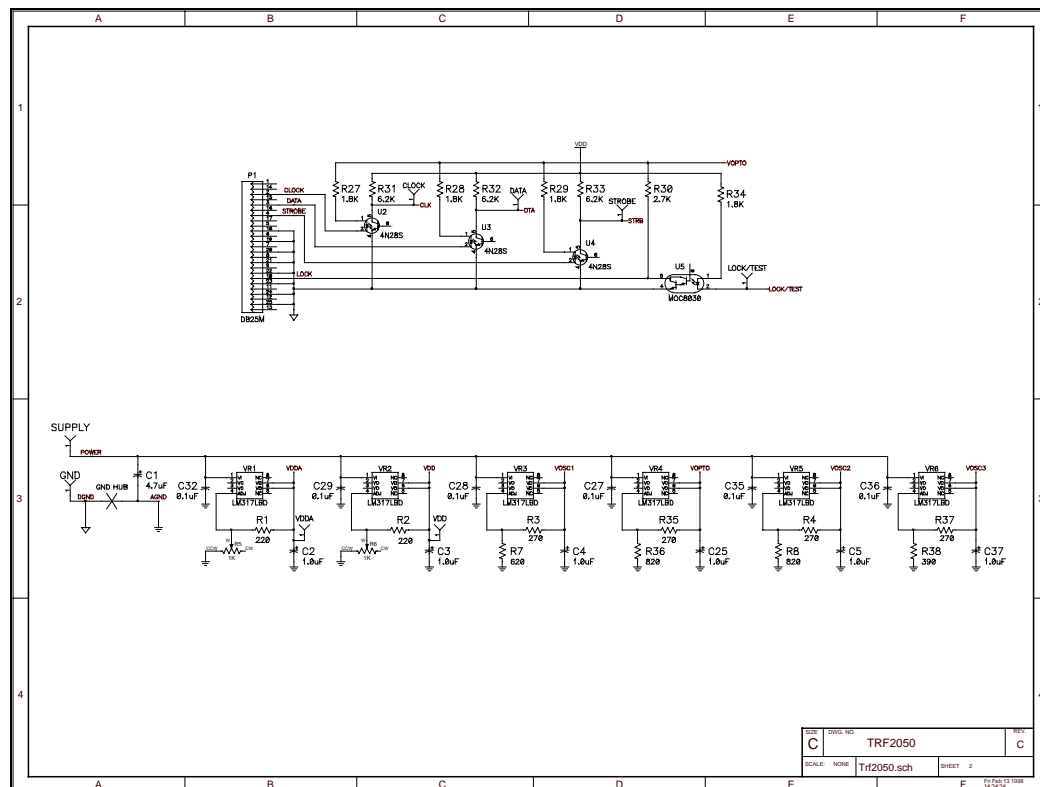 A B C D E F
1
VDD
VOPTO
P1
CLOCK
DATA
STROBE
LOCK
DB25M
R27
1.8K
R31
6.2K
CLOCK
CLK
U2
4N28S
R28
1.8K
R32
6.2K
DATA
DTA
U3
4N28S
R29
1.8K
R33
6.2K
STROBE
STRB
U4
4N28S
R30
2.7K
R34
1.8K
U5
MOC8030
LOCK/TEST
LOCK/TEST
2
SUPPLY
POWER
GND
GND HUB
DGND
AGND
C1
4.7uF
3
C32
0.1uF
VR1
LM317LBD
VDDA
R1
220
VDDA
CCW
W
R5
CW
1K
C2
1.0uF
C29
0.1uF
VR2
LM317LBD
VDD
R2
220
VDD
CCW
W
R6
CW
1K
C3
1.0uF
C28
0.1uF
VR3
LM317LBD
VOSC1
R3
270
R7
620
C4
1.0uF
C27
0.1uF
VR4
LM317LBD
VOPTO
R35
270
R36
820
C25
1.0uF
C35
0.1uF
VR5
LM317LBD
VOSC2
R4
270
R8
820
C5
1.0uF
C36
0.1uF
VR6
LM317LBD
VOSC3
R37
270
R38
390
C37
1.0uF
4
SIZE
C
DWG. NO.
TRF2050
REV.
C
SCALE: NONE
Trf2050.sch
SHEET 2
A B C D E F
Fri Feb 13 1998